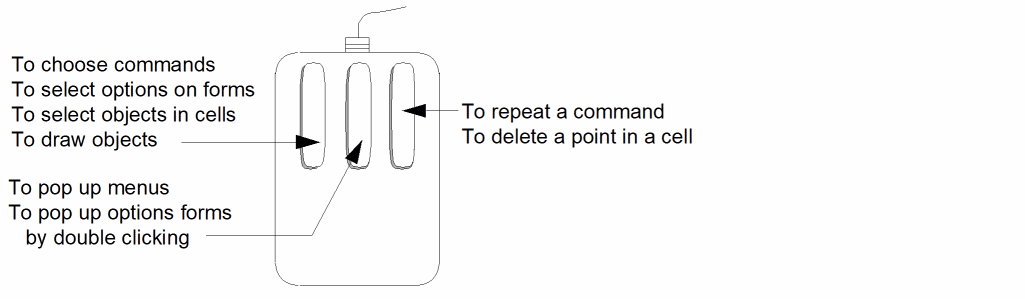 To choose commands
To select options on forms
To select objects in cells
To draw objects
To repeat a command
To delete a point in a cell
To pop up menus
To pop up options forms
by double clicking